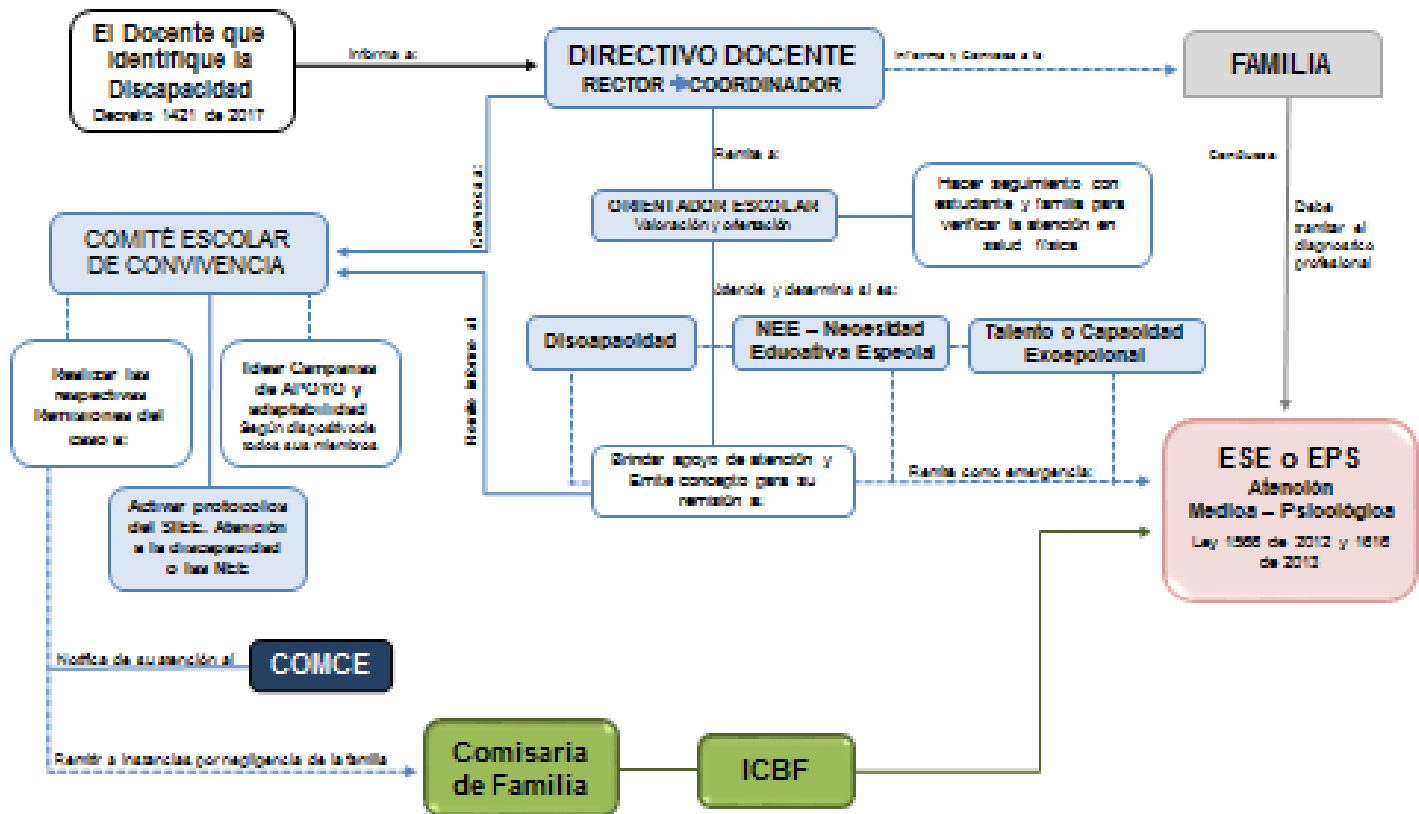 El Docente que
Identifique la
Discapacidad
Decreto 1421 de 2017
Informa a:
DIRECTIVO DOCENTE
RECTOR COORDINADOR
Informa y Comisa a la
FAMILIA
Remite a:
Convoca a:
Debe
tramitar el
diagnostico
profesional
ORIENTADOR ESCOLAR
Valoración y orientación
Hacer seguimiento con
estudiante y familia para
verificar la atención en
salud física
COMITÉ ESCOLAR
DE CONVIVENCIA
Atiende y determina si es:
Discapacidad
NEE – Necesidad
Educativa Especial
Talento o Capacidad
Excepcional
Realizar las
respectivas
Remisiones del
caso a:
Idear Campañas
de APOYO y
adaptabilidad
Según
todos sus miembros
informe al
Brindar apoyo de atención y
Emite concepto para su
remisión a:
Remite como emergencia:
ESE o EPS
Atención
Medica – Psicológica
Ley de 2012 y 1616
de 2013
Activar protocolos
del SIEE. Atención
a la discapacidad
o las NEE
Notifica de su atención al
COMCE
Remitir a instancias por negligencia de la familia
Comisaria
de Familia
ICBF